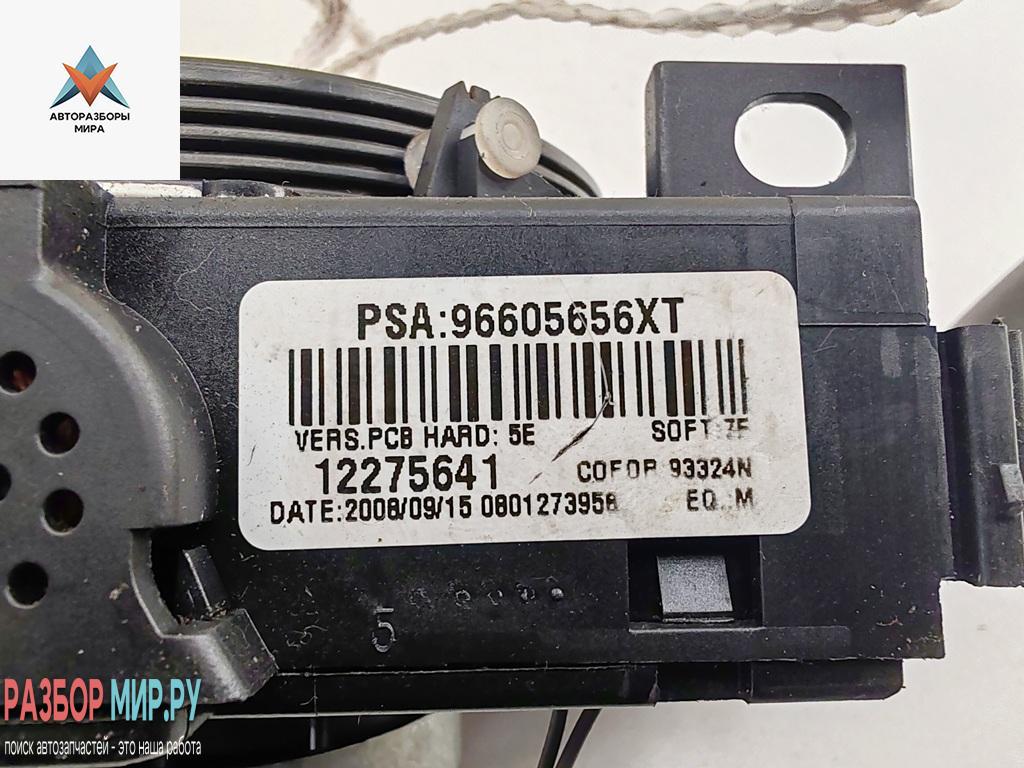 АВТОРАЗБОРЫ
МИРА
PSA:96605656XT
VERS.PCB HARD: 5E SOFT:7E
12275641 COFOR 93324N
DATE:2008/09/15 0801273958 EQ..M
5
РАЗБОР МИР.РУ
поиск автозапчастей - это наша работа